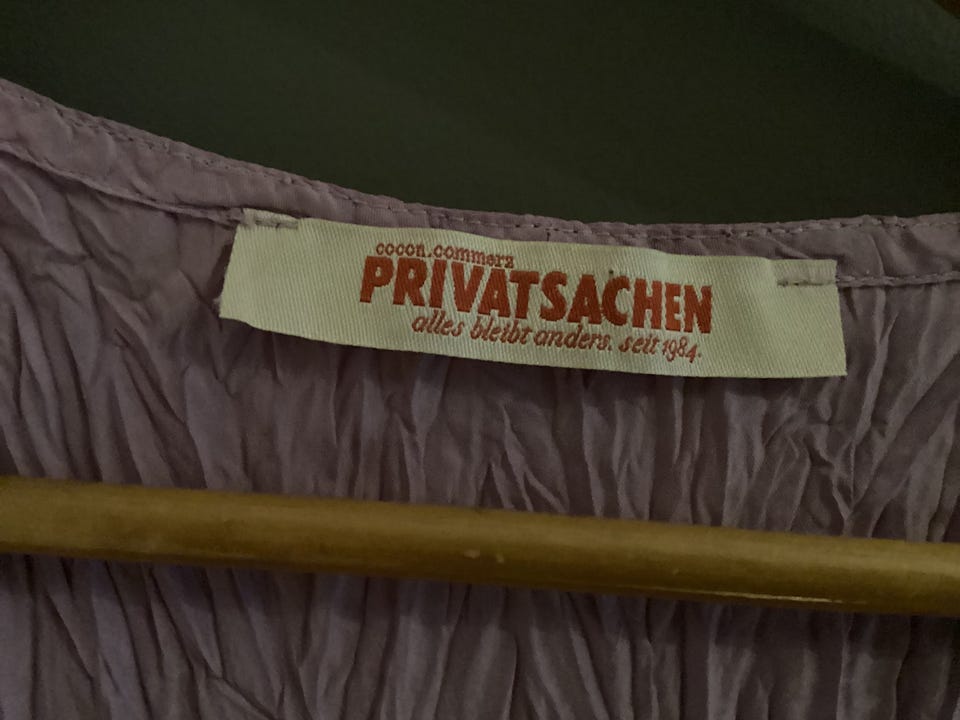 cocon.commerz
PRIVATSACHEN
alles bleibt anders. seit 1984.